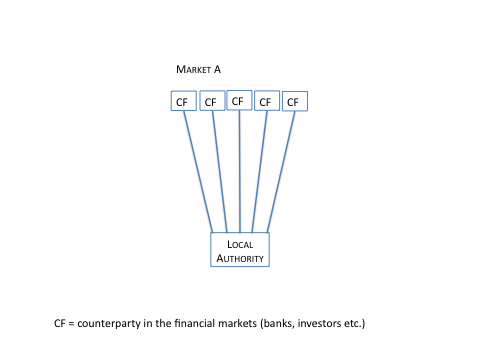 Market A
CF CF CF CF CF
Local
Authority
CF = counterparty in the financial markets (banks, investors etc.)